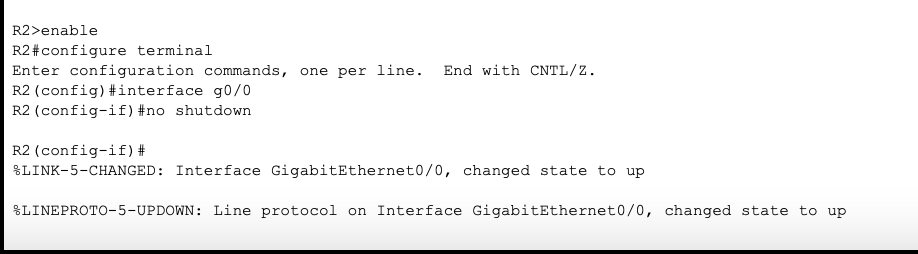 R2>enable
R2#configure terminal
Enter configuration commands, one per line.  End with CNTL/Z.
R2(config)#interface g0/0
R2(config-if)#no shutdown
R2(config-if)#
%LINK-5-CHANGED: Interface GigabitEthernet0/0, changed state to up
%LINEPROTO-5-UPDOWN: Line protocol on Interface GigabitEthernet0/0, changed state to up